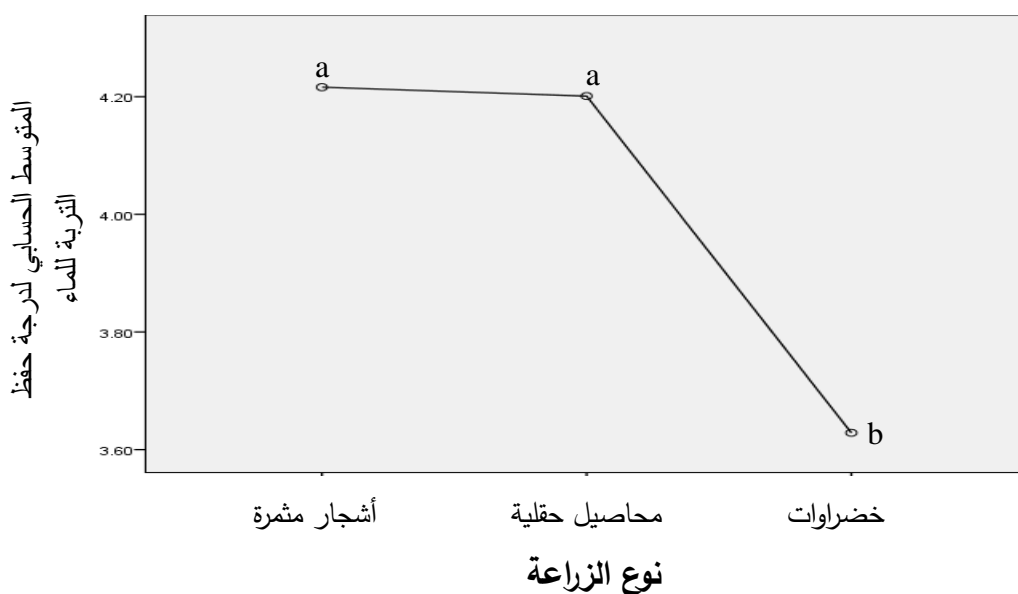 المتوسط الحسابي لدرجة حفظ
التربة للماء
4.20
4.00
3.80
3.60
a
a
b
أشجار مثمرة
محاصيل حقلية
خضراوات
نوع الزراعة